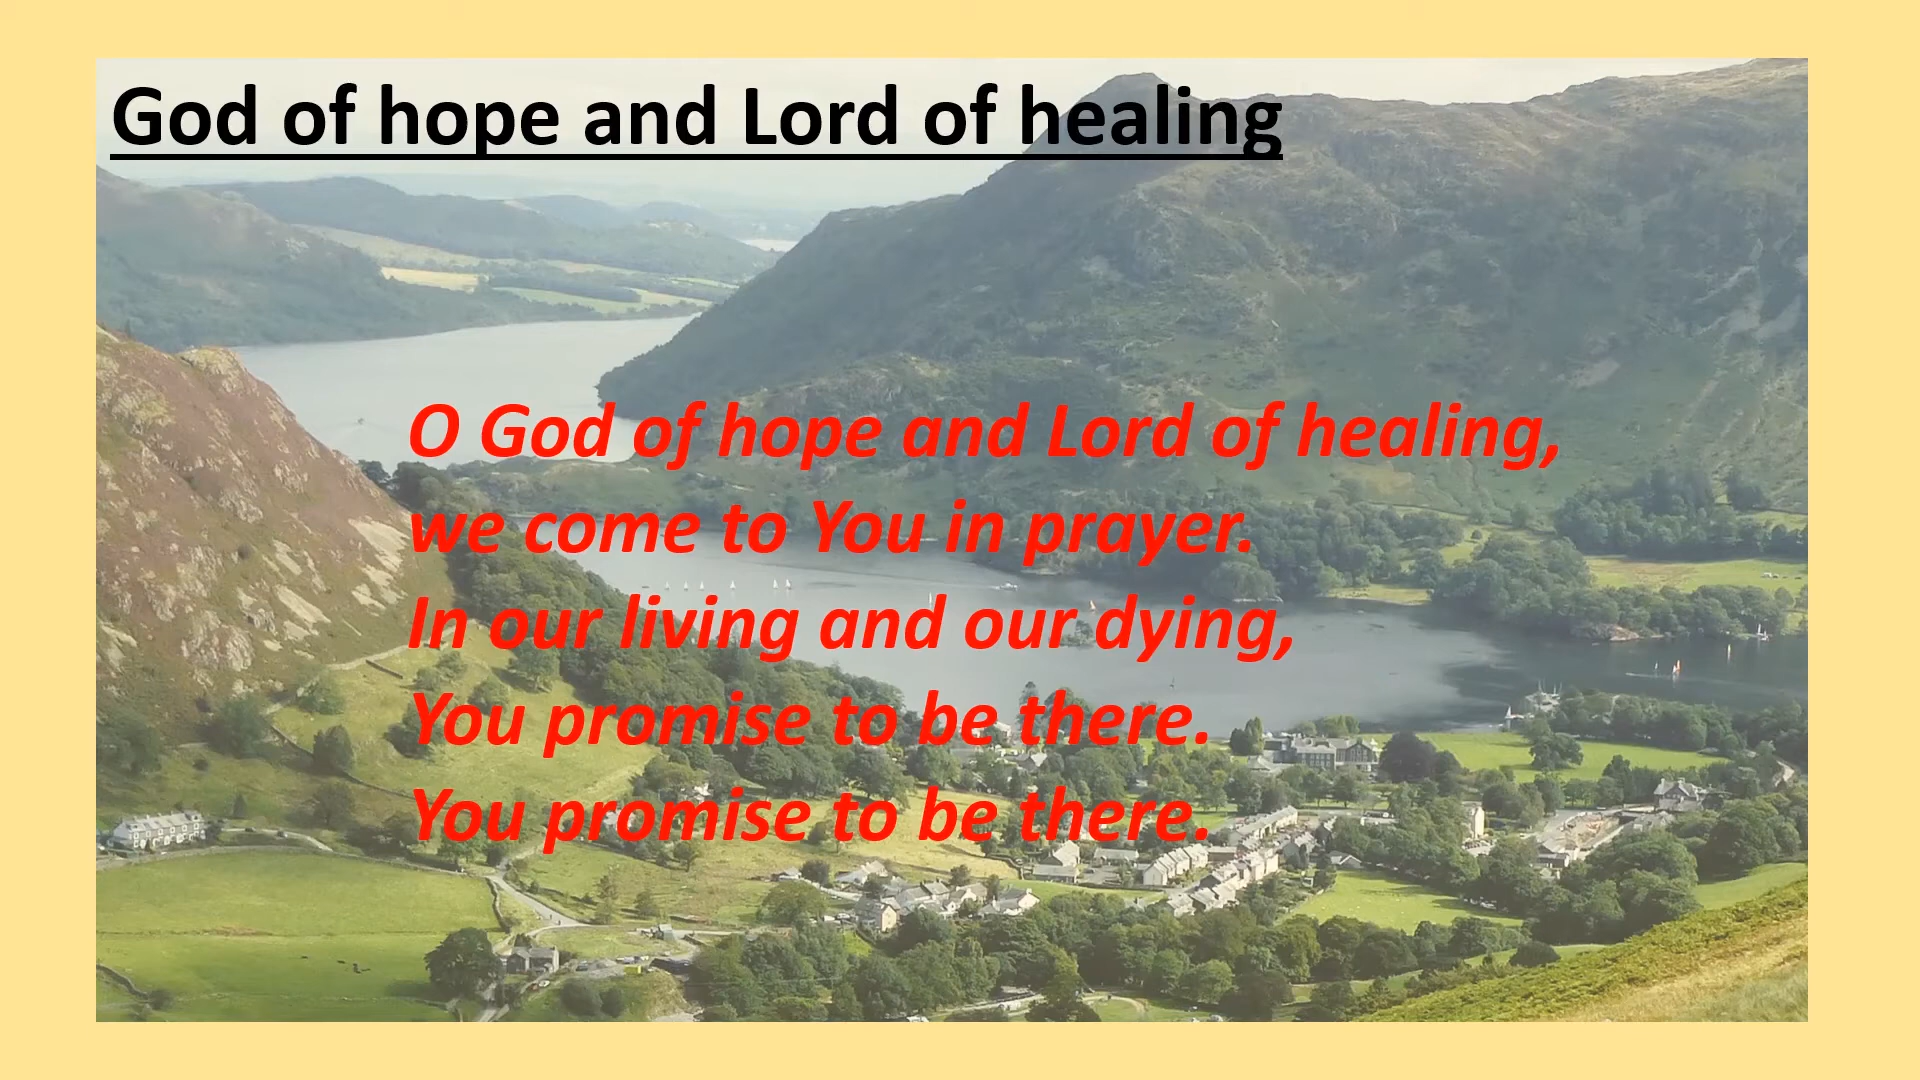 God of hope and Lord of healing
O God of hope and Lord of healing,
we come to You in prayer.
In our living and our dying,
You promise to be there.
You promise to be there.